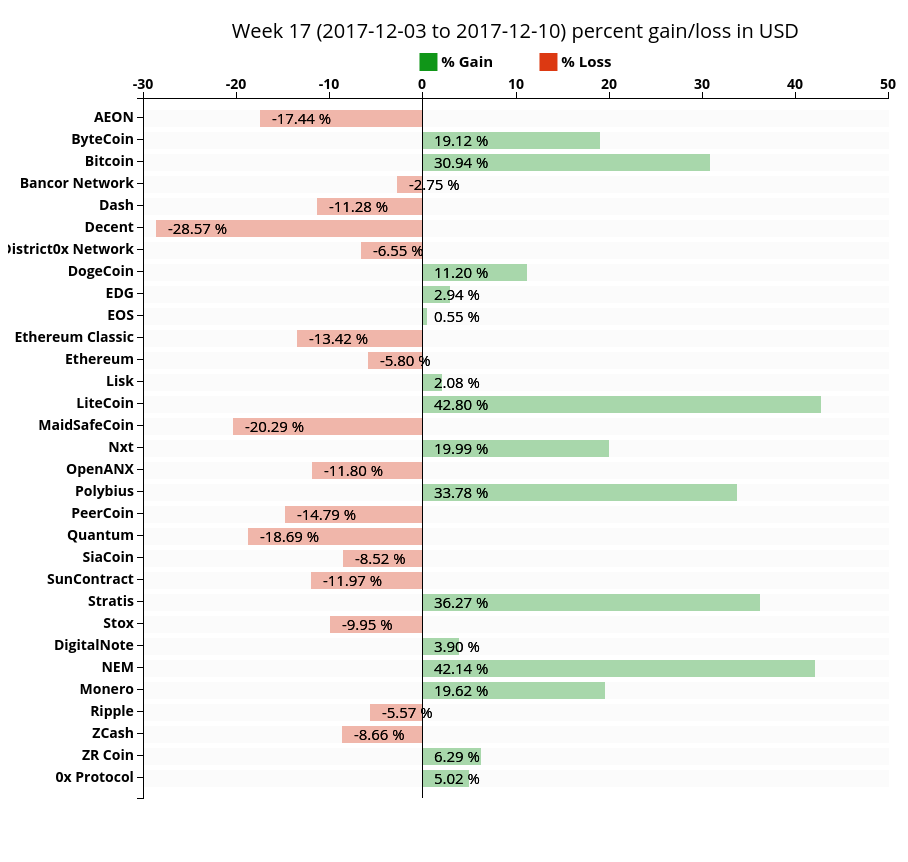 Week 17 (2017-12-03 to 2017-12-10) percent gain/loss in USD
% Gain % Loss
-30 -20 -10 0 10 20 30 40 50
AEON -17.44 %
ByteCoin 19.12 %
Bitcoin 30.94 %
Bancor Network -2.75 %
Dash -11.28 %
Decent -28.57 %
District0x Network -6.55 %
DogeCoin 11.20 %
EDG 2.94 %
EOS 0.55 %
Ethereum Classic -13.42 %
Ethereum -5.80 %
Lisk 2.08 %
LiteCoin 42.80 %
MaidSafeCoin -20.29 %
Nxt 19.99 %
OpenANX -11.80 %
Polybius 33.78 %
PeerCoin -14.79 %
Quantum -18.69 %
SiaCoin -8.52 %
SunContract -11.97 %
Stratis 36.27 %
Stox -9.95 %
DigitalNote 3.90 %
NEM 42.14 %
Monero 19.62 %
Ripple -5.57 %
ZCash -8.66 %
ZR Coin 6.29 %
0x Protocol 5.02 %